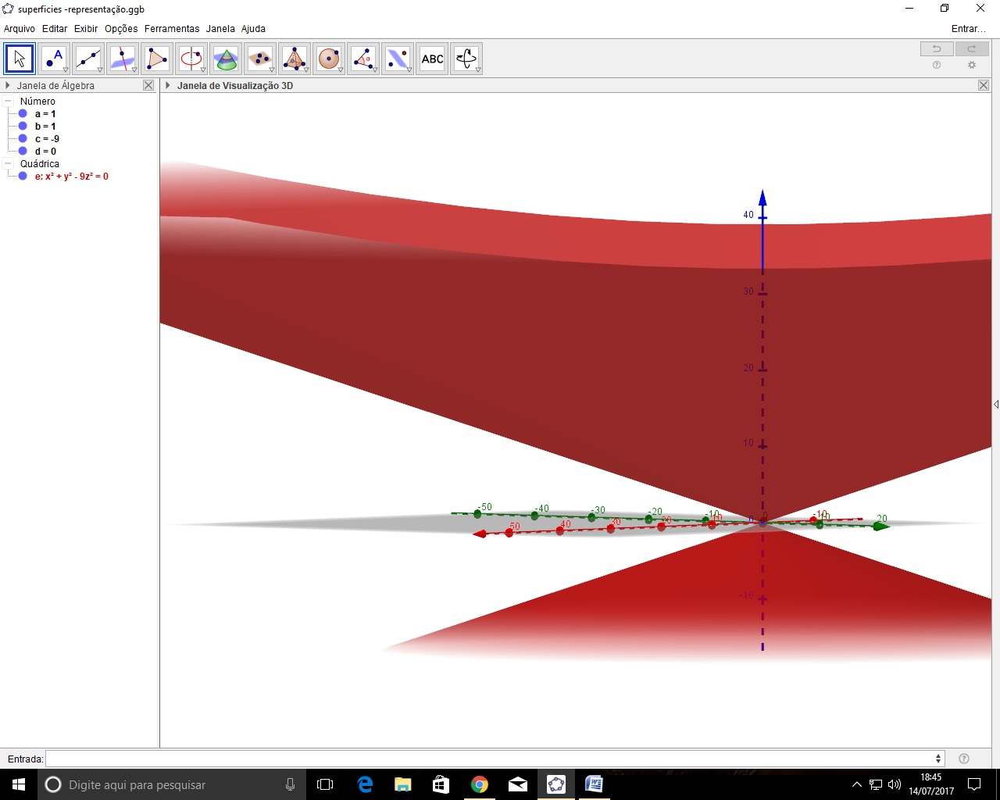 superficies -representação.ggb
Arquivo Editar Exibir Opções Ferramentas Janela Ajuda
Entrar...
ABC
Janela de Álgebra
Janela de Visualização 3D
Número
a = 1
b = 1
c = -9
d = 0
Quádrica
e: x² + y² - 9z² = 0
40
30
20
10
-50 -40 -30 -20 -10 0 -10 10 20
50 40 30 20 10
-10
Entrada:
Digite aqui para pesquisar
18:45
14/07/2017